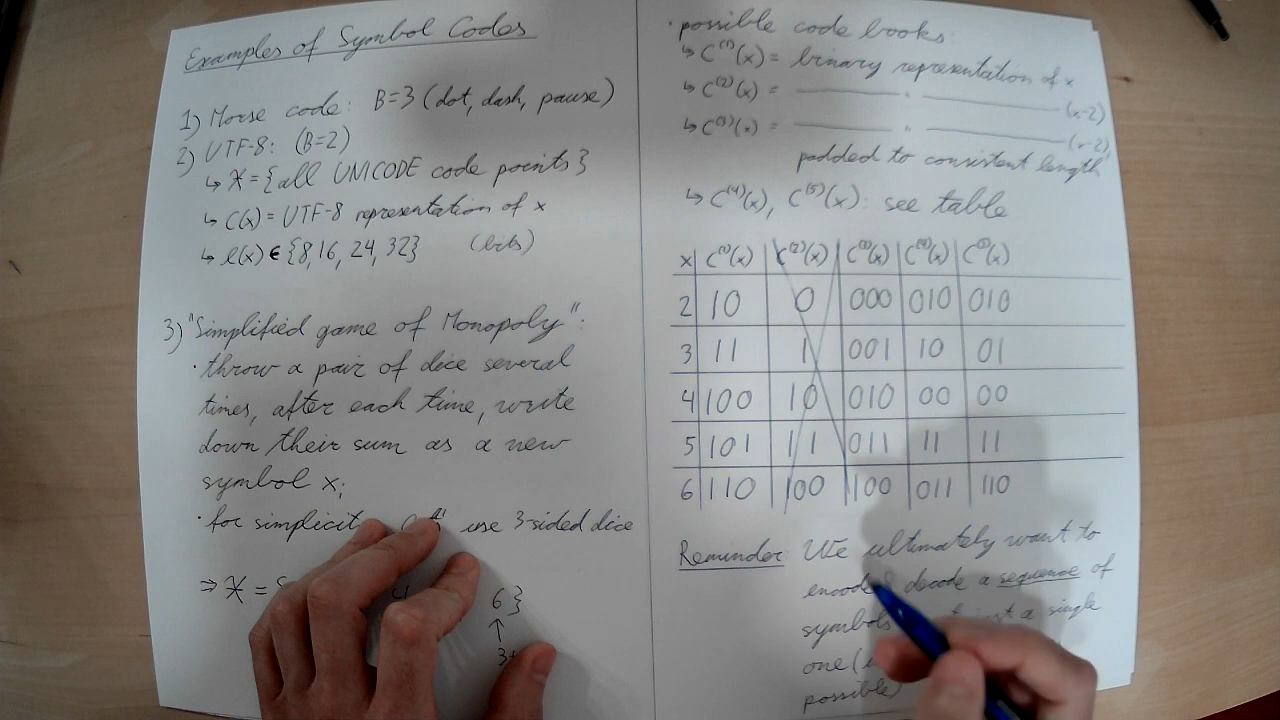 Examples of Symbol Codes
1) Morse code: B=3 (dot, dash, pause)
2) UTF-8: (B=2)
↳ X = {all UNICODE code points}
↳ C(x) = UTF-8 representation of x
↳ l(x) ∈ {8, 16, 24, 32} (bits)
3) "Simplified game of Monopoly":
· throw a pair of dice several
times, after each time, write
down their sum as a new
symbol xᵢ
· for simplicit use 3-sided dice
⇒ X = 6}
↑
3+
· possible code books:
↳ C⁽¹⁾(x) = binary representation of x
↳ C⁽²⁾(x) = —— " —— (x-2)
↳ C⁽³⁾(x) = —— " —— (x-2)
padded to consistent length
↳ C⁽⁴⁾(x), C⁽⁵⁾(x): see table
x C⁽¹⁾(x) C⁽²⁾(x) C⁽³⁾(x) C⁽⁴⁾(x) C⁽⁵⁾(x)
2 10 0 000 010 010
3 11 1 001 10 01
4 100 10 010 00 00
5 101 11 011 11 11
6 110 100 100 011 110
Reminder We ultimately want to
decode a sequence of
symbols a single
one (
possible)